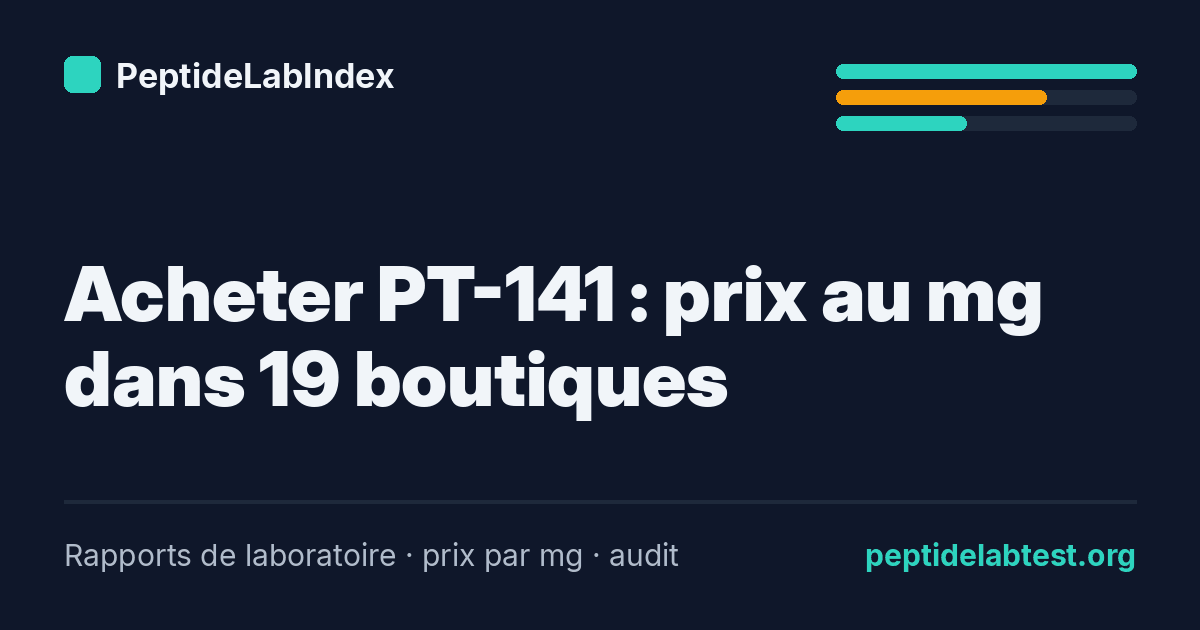 PeptideLabIndex
Acheter PT-141 : prix au mg
dans 19 boutiques
Rapports de laboratoire · prix par mg · audit
peptidelabtest.org